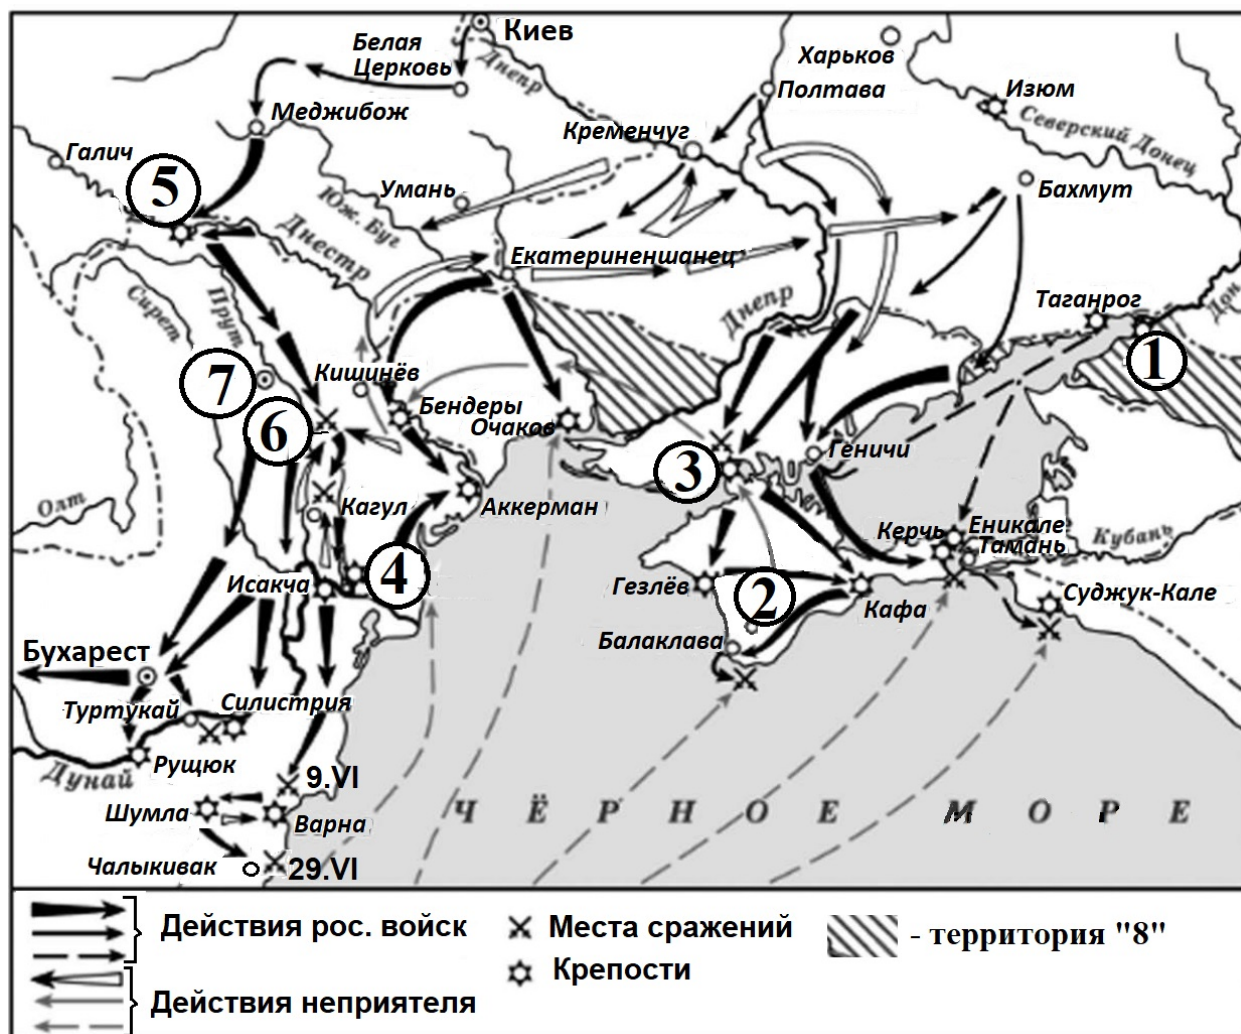 Киев
Белая
Церковь
Днепр
Харьков
Полтава
Изюм
Северский Донец
Меджибож
Кременчуг
Галич
5
Умань
Бахмут
Юж. Буг
Днестр
Екатериненшанец
Сирет
Прут
Днепр
Таганрог
Дон
1
7
Кишинёв
6
Бендеры
Очаков
3
Геничи
Олт
Кагул
Аккерман
Керчь
Еникале
Тамань
Кубань
4
Исакча
Гезлёв
2
Кафа
Суджук-Кале
Балаклава
Бухарест
Туртукай
Силистрия
Рущюк
Дунай
9.VI
Шумла
Варна
ЧЁРНОЕ МОРЕ
Чалыкивак
29.VI
Действия рос. войск
Места сражений
- территория "8"
Крепости
Действия неприятеля